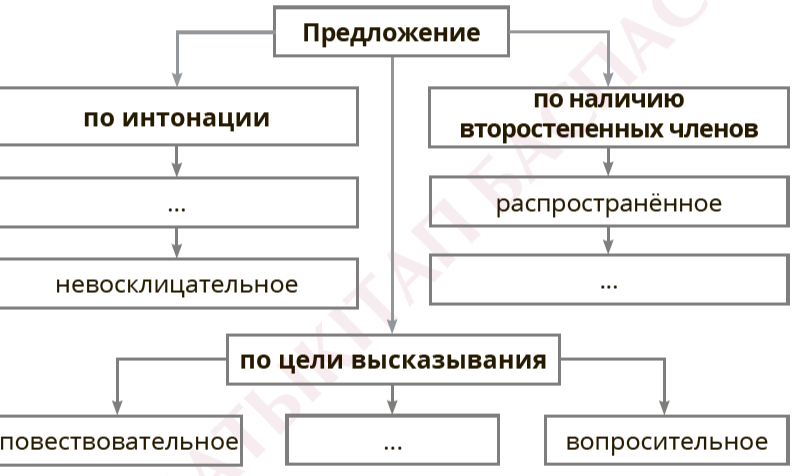 Предложение
по интонации
по наличию
второстепенных членов
...
распространённое
невосклицательное
...
по цели высказывания
повествовательное
...
вопросительное